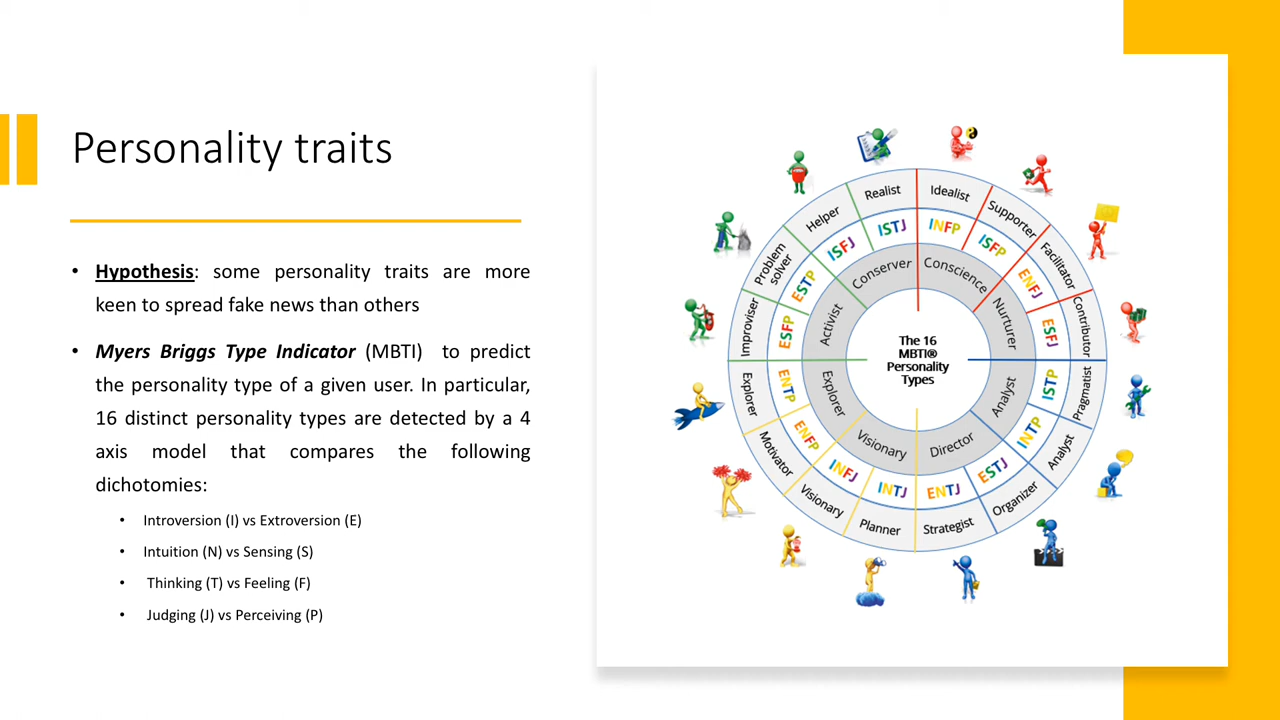 Personality traits
• Hypothesis: some personality traits are more
keen to spread fake news than others
• Myers Briggs Type Indicator (MBTI) to predict
the personality type of a given user. In particular,
16 distinct personality types are detected by a 4
axis model that compares the following
dichotomies:
• Introversion (I) vs Extroversion (E)
• Intuition (N) vs Sensing (S)
• Thinking (T) vs Feeling (F)
• Judging (J) vs Perceiving (P)
The 16
MBTI®
Personality
Types
Conserver
Conscience
Nurturer
Analyst
Director
Visionary
Explorer
Activist
ISTJ
INFP
ISFP
ENFJ
ESFJ
ISTP
INTP
ESTJ
ENTJ
INTJ
INFJ
ENFP
ENTP
ESFP
ESTP
ISFJ
Realist
Idealist
Supporter
Facilitator
Contributor
Pragmatist
Analyst
Organizer
Strategist
Planner
Visionary
Motivator
Explorer
Improviser
Problem
solver
Helper